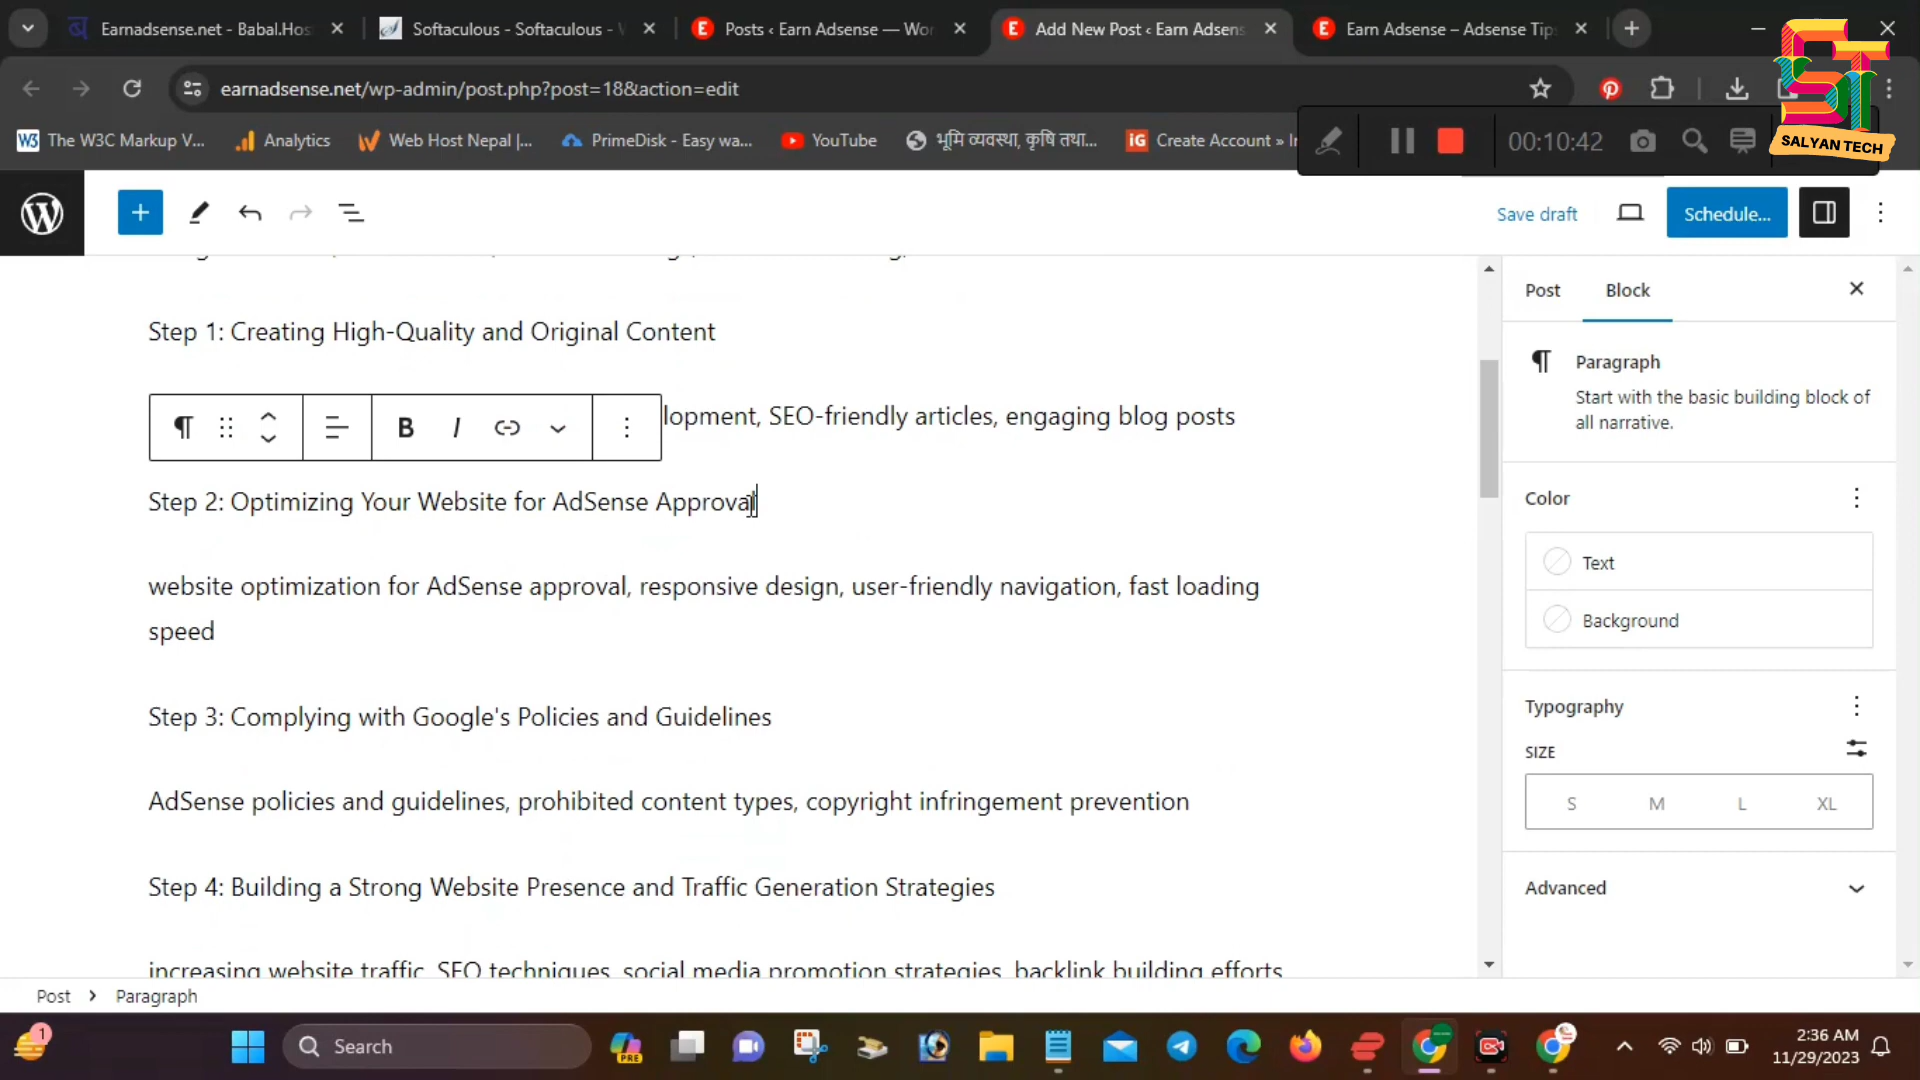 Earnadsense.net - Babal.Hos
Softaculous - Softaculous -
Posts ‹ Earn Adsense — Wor
Add New Post ‹ Earn Adsens
Earn Adsense – Adsense Tip
earnadsense.net/wp-admin/post.php?post=18&action=edit
The W3C Markup V...
Analytics
Web Host Nepal |...
PrimeDisk - Easy wa...
YouTube
भूमि व्यवस्था, कृषि तथा...
Create Account »
00:10:42
ST
SALYAN TECH
Save draft
Schedule...
Step 1: Creating High-Quality and Original Content
lopment, SEO-friendly articles, engaging blog posts
Step 2: Optimizing Your Website for AdSense Approval
website optimization for AdSense approval, responsive design, user-friendly navigation, fast loading
speed
Step 3: Complying with Google's Policies and Guidelines
AdSense policies and guidelines, prohibited content types, copyright infringement prevention
Step 4: Building a Strong Website Presence and Traffic Generation Strategies
increasing website traffic, SEO techniques, social media promotion strategies, backlink building efforts
Post
Block
Paragraph
Start with the basic building block of
all narrative.
Color
Text
Background
Typography
SIZE
S M L XL
Advanced
Post › Paragraph
1
Search
PRE
2:36 AM
11/29/2023